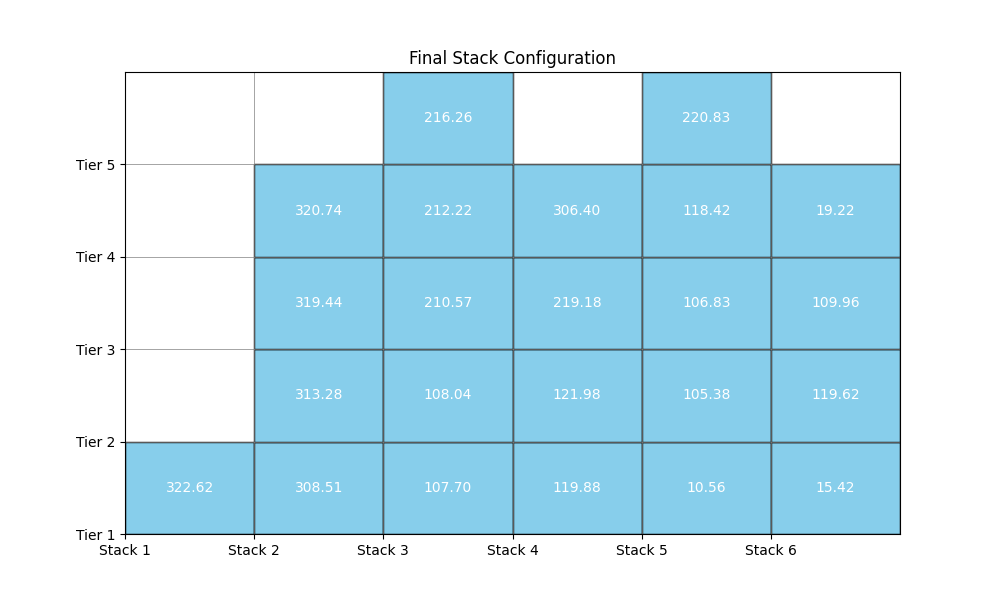 Final Stack Configuration
216.26 220.83
Tier 5
320.74 212.22 306.40 118.42 19.22
Tier 4
319.44 210.57 219.18 106.83 109.96
Tier 3
313.28 108.04 121.98 105.38 119.62
Tier 2
322.62 308.51 107.70 119.88 10.56 15.42
Tier 1
Stack 1 Stack 2 Stack 3 Stack 4 Stack 5 Stack 6